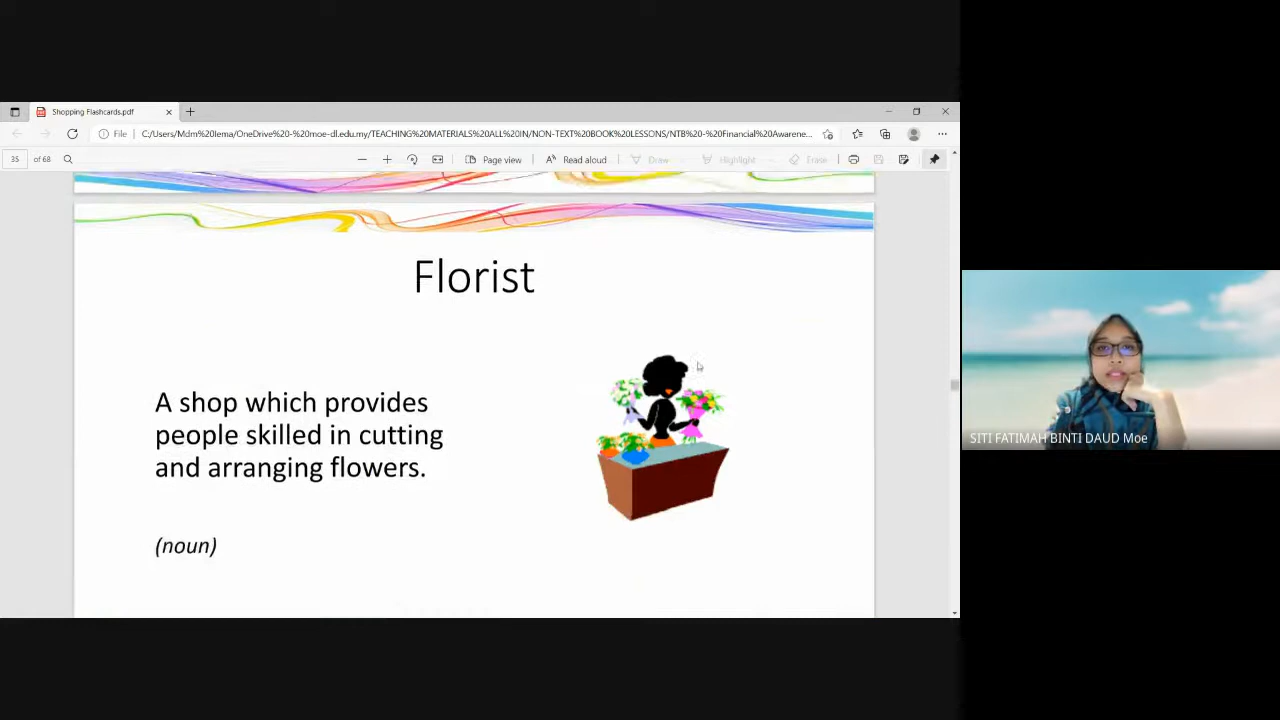 Shopping Flashcards.pdf
File
C:/Users/Mdm%20Iema/OneDrive%20-%20moe-dl.edu.my/TEACHING%20MATERIALS%20ALL%20IN/NON-TEXT%20BOOK%20LESSONS/NTB%20-%20Financial%20Awarene...
35 of 68
Page view
Read aloud
Draw
Highlight
Erase
Florist
A shop which provides
people skilled in cutting
and arranging flowers.
(noun)
SITI FATIMAH BINTI DAUD Moe